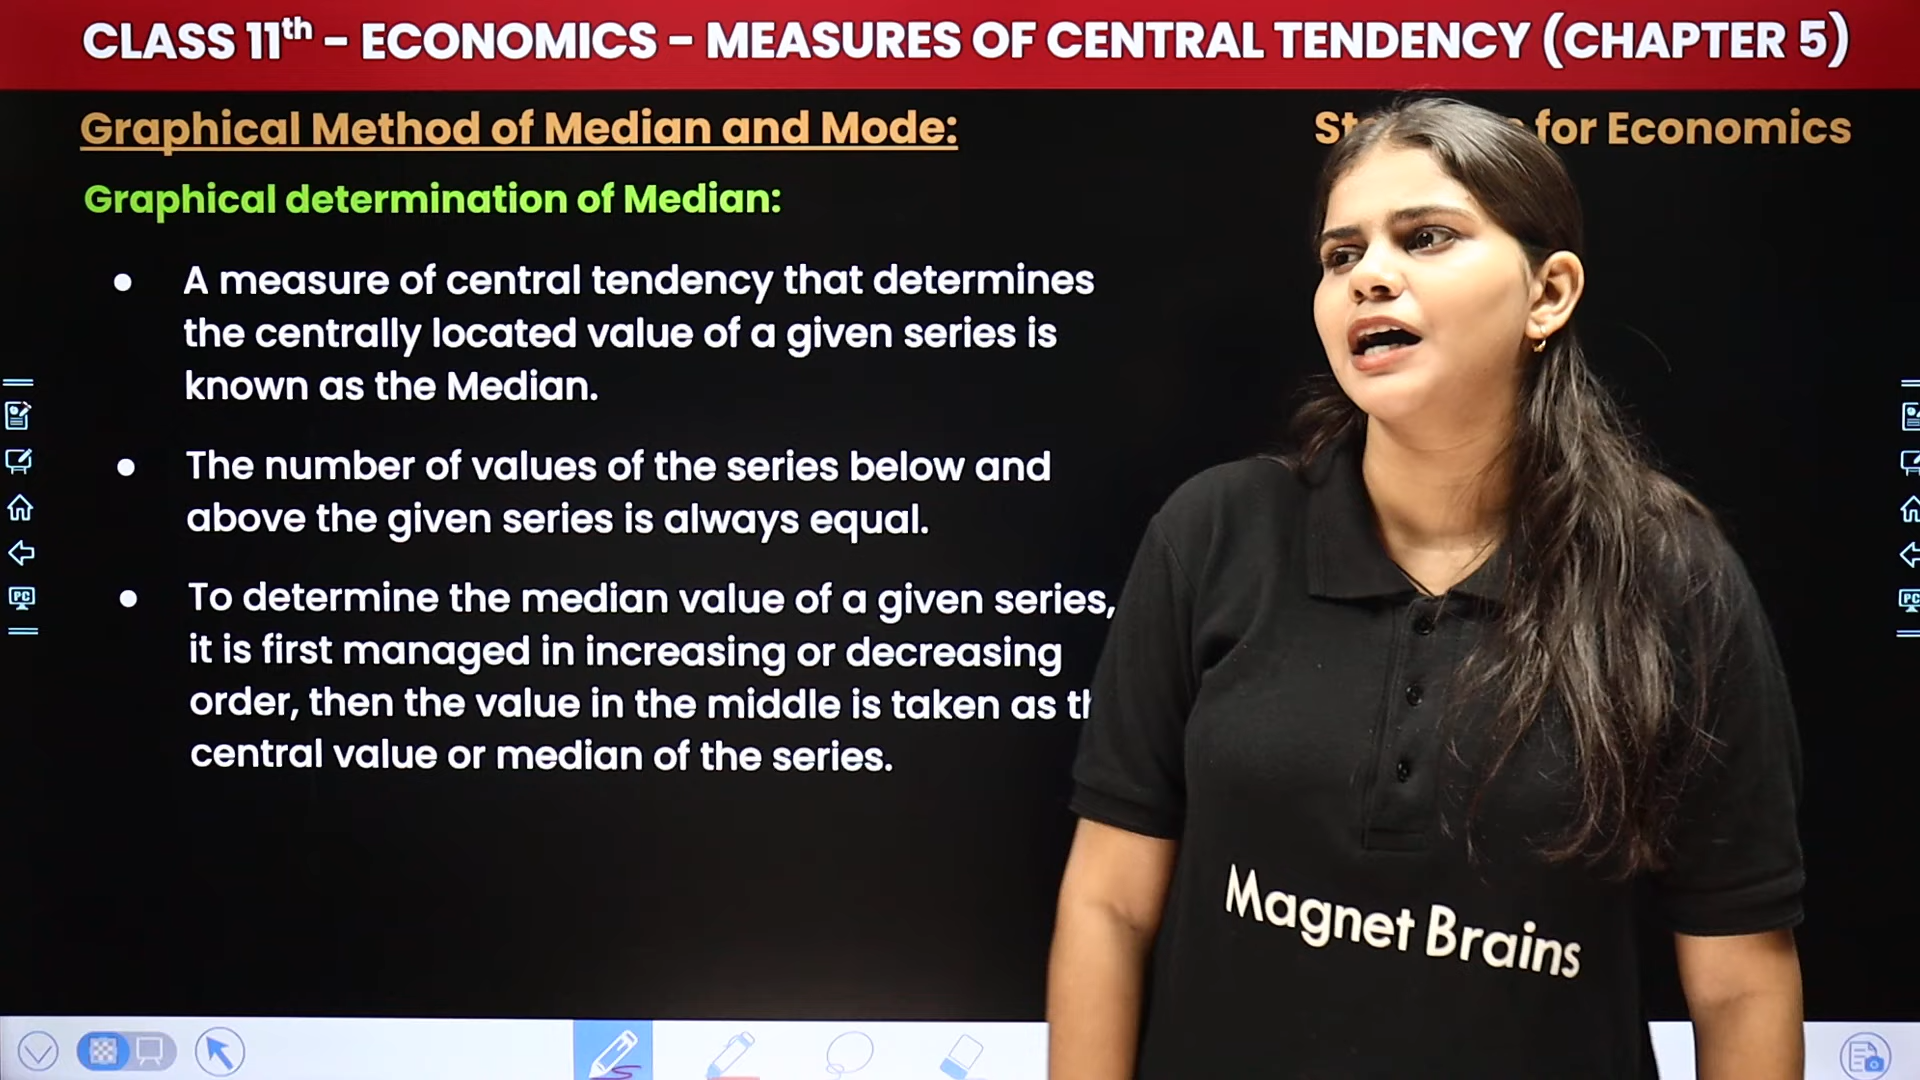 CLASS 11th - ECONOMICS - MEASURES OF CENTRAL TENDENCY (CHAPTER 5)
Graphical Method of Median and Mode:
for Economics
Graphical determination of Median:
• A measure of central tendency that determines
the centrally located value of a given series is
known as the Median.
• The number of values of the series below and
above the given series is always equal.
• To determine the median value of a given series,
it is first managed in increasing or decreasing
order, then the value in the middle is taken as
central value or median of the series.
Magnet Brains
PC
PC